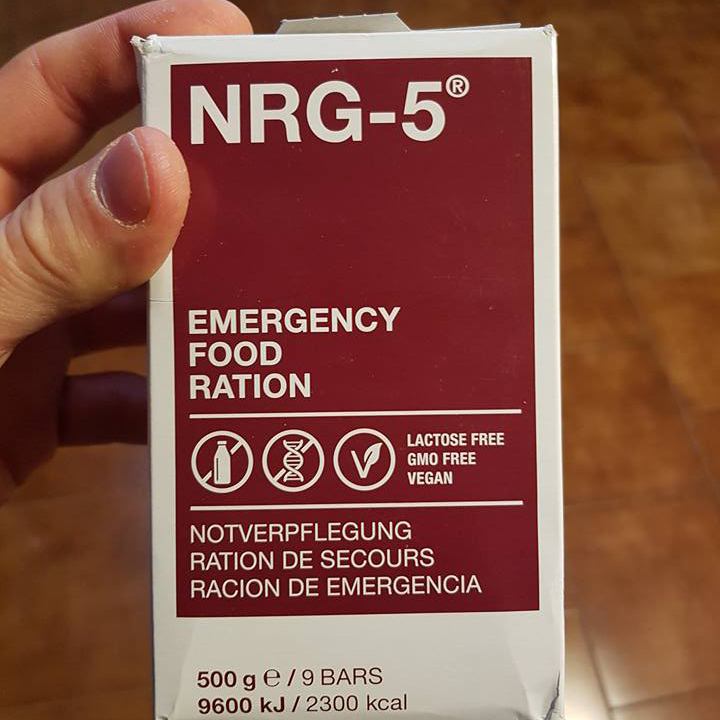 NRG-5®
EMERGENCY
FOOD
RATION
LACTOSE FREE
GMO FREE
VEGAN
NOTVERPFLEGUNG
RATION DE SECOURS
RACION DE EMERGENCIA
500 g ℮ / 9 BARS
9600 kJ / 2300 kcal